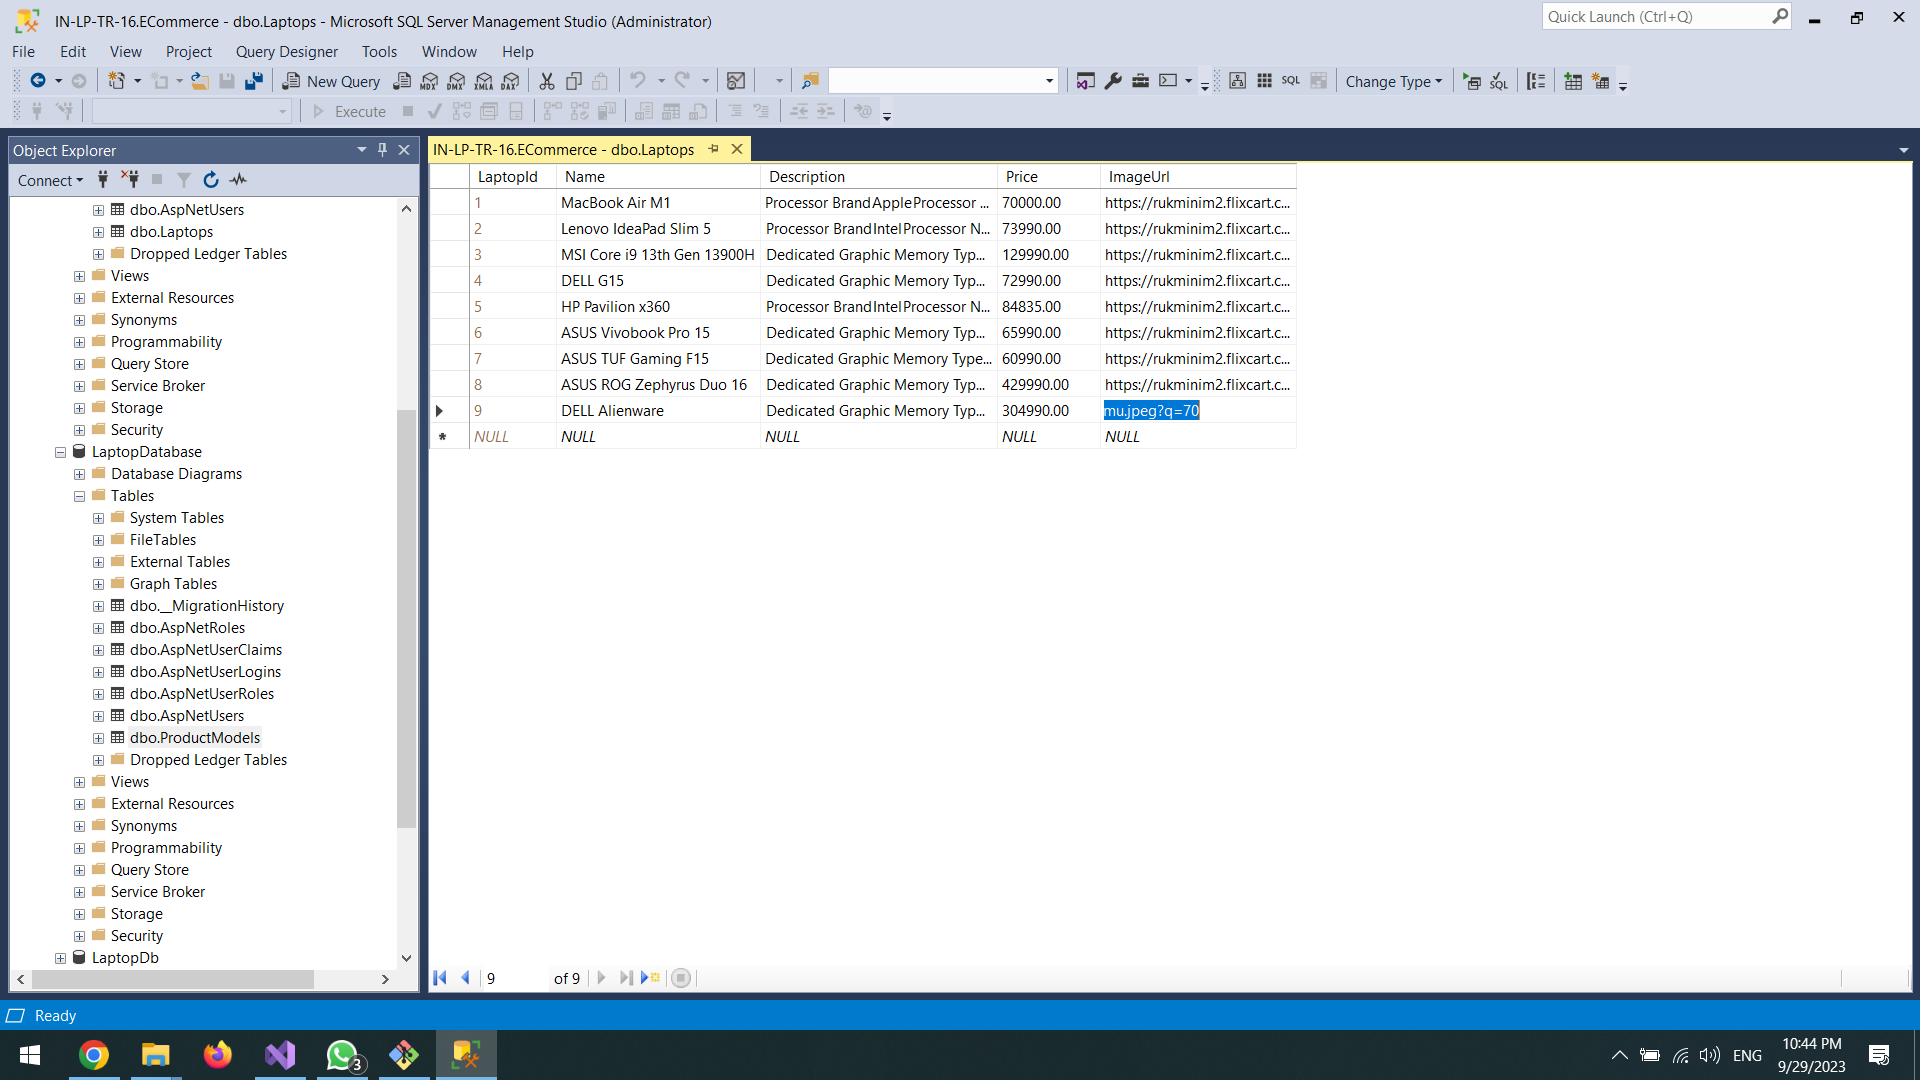 IN-LP-TR-16.ECommerce - dbo.Laptops - Microsoft SQL Server Management Studio (Administrator)
Quick Launch (Ctrl+Q)
File Edit View Project Query Designer Tools Window Help
New Query MDX DMX XMLA DAX SQL Change Type SQL
Execute
Object Explorer
Connect
dbo.AspNetUsers
dbo.Laptops
Dropped Ledger Tables
Views
External Resources
Synonyms
Programmability
Query Store
Service Broker
Storage
Security
LaptopDatabase
Database Diagrams
Tables
System Tables
FileTables
External Tables
Graph Tables
dbo.__MigrationHistory
dbo.AspNetRoles
dbo.AspNetUserClaims
dbo.AspNetUserLogins
dbo.AspNetUserRoles
dbo.AspNetUsers
dbo.ProductModels
Dropped Ledger Tables
Views
External Resources
Synonyms
Programmability
Query Store
Service Broker
Storage
Security
LaptopDb
IN-LP-TR-16.ECommerce - dbo.Laptops
LaptopId Name Description Price ImageUrl
1 MacBook Air M1 Processor BrandAppleProcessor ... 70000.00 https://rukminim2.flixcart.c...
2 Lenovo IdeaPad Slim 5 Processor BrandIntelProcessor N... 73990.00 https://rukminim2.flixcart.c...
3 MSI Core i9 13th Gen 13900H Dedicated Graphic Memory Typ... 129990.00 https://rukminim2.flixcart.c...
4 DELL G15 Dedicated Graphic Memory Typ... 72990.00 https://rukminim2.flixcart.c...
5 HP Pavilion x360 Processor BrandIntelProcessor N... 84835.00 https://rukminim2.flixcart.c...
6 ASUS Vivobook Pro 15 Dedicated Graphic Memory Typ... 65990.00 https://rukminim2.flixcart.c...
7 ASUS TUF Gaming F15 Dedicated Graphic Memory Type... 60990.00 https://rukminim2.flixcart.c...
8 ASUS ROG Zephyrus Duo 16 Dedicated Graphic Memory Typ... 429990.00 https://rukminim2.flixcart.c...
9 DELL Alienware Dedicated Graphic Memory Typ... 304990.00 mu.jpeg?q=70
* NULL NULL NULL NULL NULL
9 of 9
Ready
3
ENG
10:44 PM
9/29/2023